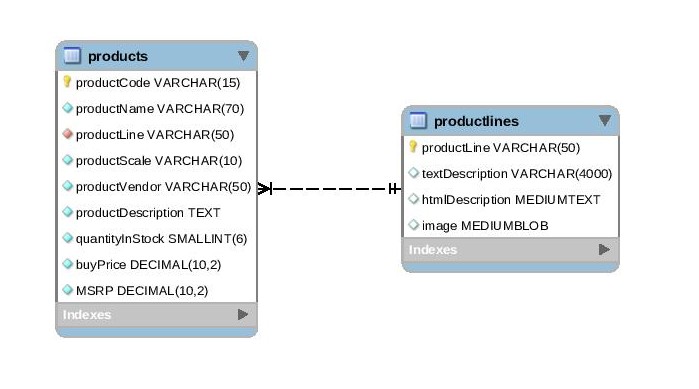 products
productCode VARCHAR(15)
productName VARCHAR(70)
productLine VARCHAR(50)
productScale VARCHAR(10)
productVendor VARCHAR(50)
productDescription TEXT
quantityInStock SMALLINT(6)
buyPrice DECIMAL(10,2)
MSRP DECIMAL(10,2)
Indexes
productlines
productLine VARCHAR(50)
textDescription VARCHAR(4000)
htmlDescription MEDIUMTEXT
image MEDIUMBLOB
Indexes